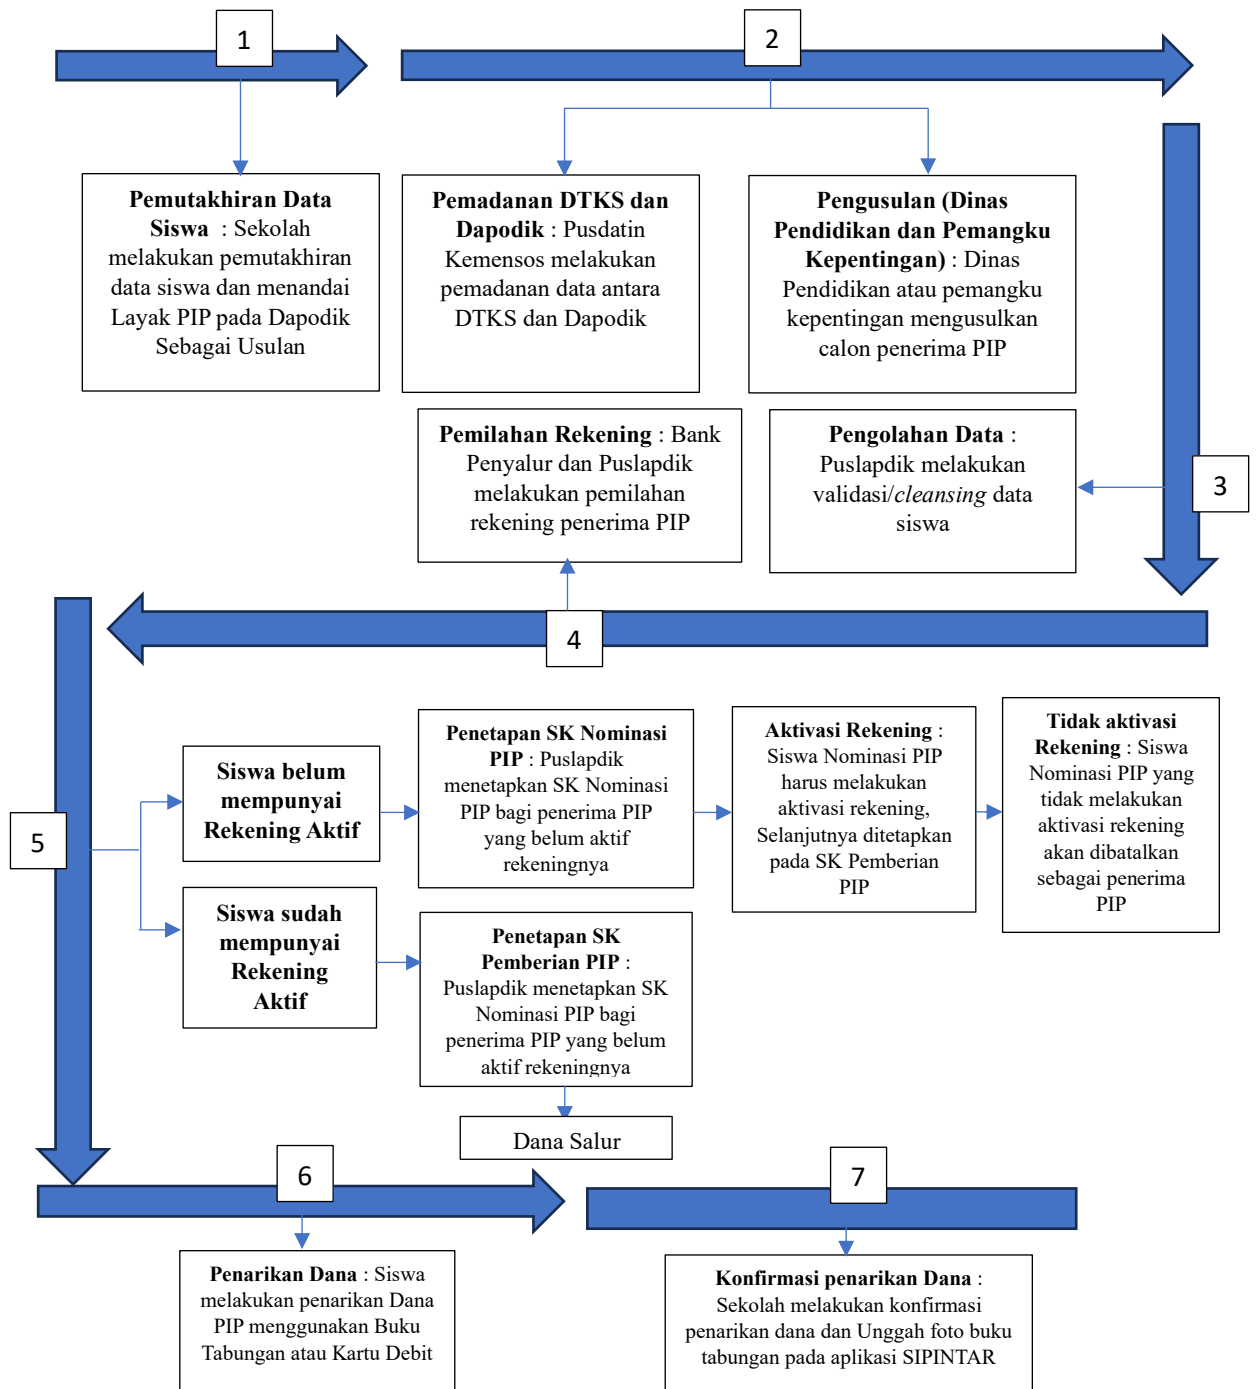 1
2
Pemutakhiran Data
Siswa : Sekolah
melakukan pemutakhiran
data siswa dan menandai
Layak PIP pada Dapodik
Sebagai Usulan
Pemadanan DTKS dan
Dapodik : Pusdatin
Kemensos melakukan
pemadanan data antara
DTKS dan Dapodik
Pengusulan (Dinas
Pendidikan dan Pemangku
Kepentingan) : Dinas
Pendidikan atau pemangku
kepentingan mengusulkan
calon penerima PIP
3
Pengolahan Data :
Puslapdik melakukan
validasi/cleansing data
siswa
Pemilahan Rekening : Bank
Penyalur dan Puslapdik
melakukan pemilahan
rekening penerima PIP
4
5
Siswa belum
mempunyai
Rekening Aktif
Penetapan SK Nominasi
PIP : Puslapdik
menetapkan SK Nominasi
PIP bagi penerima PIP
yang belum aktif
rekeningnya
Aktivasi Rekening :
Siswa Nominasi PIP
harus melakukan
aktivasi rekening,
Selanjutnya ditetapkan
pada SK Pemberian
PIP
Tidak aktivasi
Rekening : Siswa
Nominasi PIP yang
tidak melakukan
aktivasi rekening
akan dibatalkan
sebagai penerima
PIP
Siswa sudah
mempunyai
Rekening
Aktif
Penetapan SK
Pemberian PIP :
Puslapdik menetapkan SK
Nominasi PIP bagi
penerima PIP yang belum
aktif rekeningnya
Dana Salur
6
7
Penarikan Dana : Siswa
melakukan penarikan Dana
PIP menggunakan Buku
Tabungan atau Kartu Debit
Konfirmasi penarikan Dana :
Sekolah melakukan konfirmasi
penarikan dana dan Unggah foto buku
tabungan pada aplikasi SIPINTAR